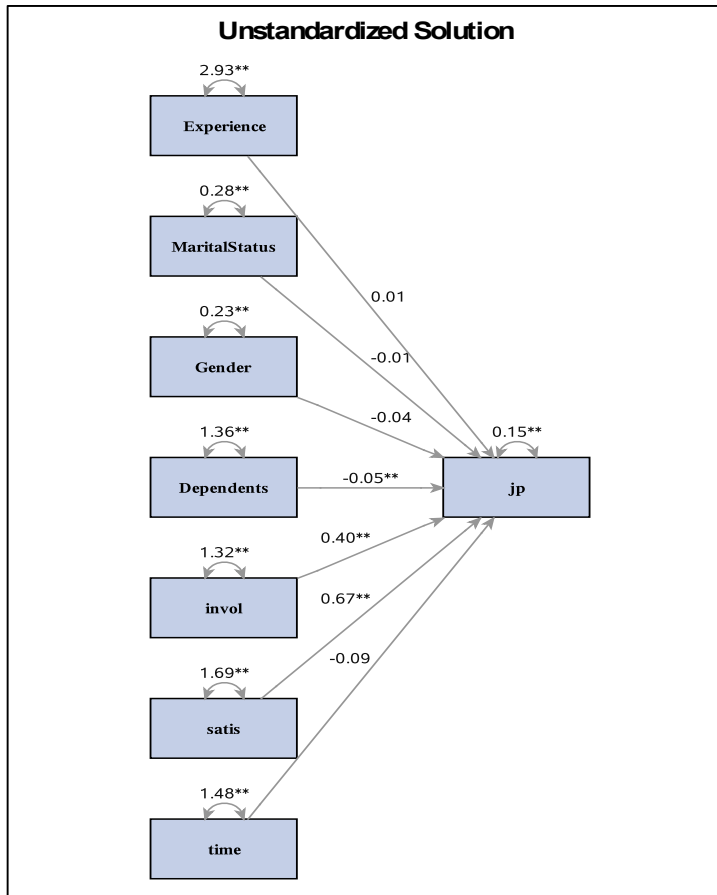 Unstandardized Solution
2.93**
Experience
0.28**
MaritalStatus
0.01
0.23**
-0.01
Gender
-0.04
1.36**
0.15**
Dependents
-0.05**
jp
1.32**
0.40**
invol
0.67**
-0.09
1.69**
satis
1.48**
time